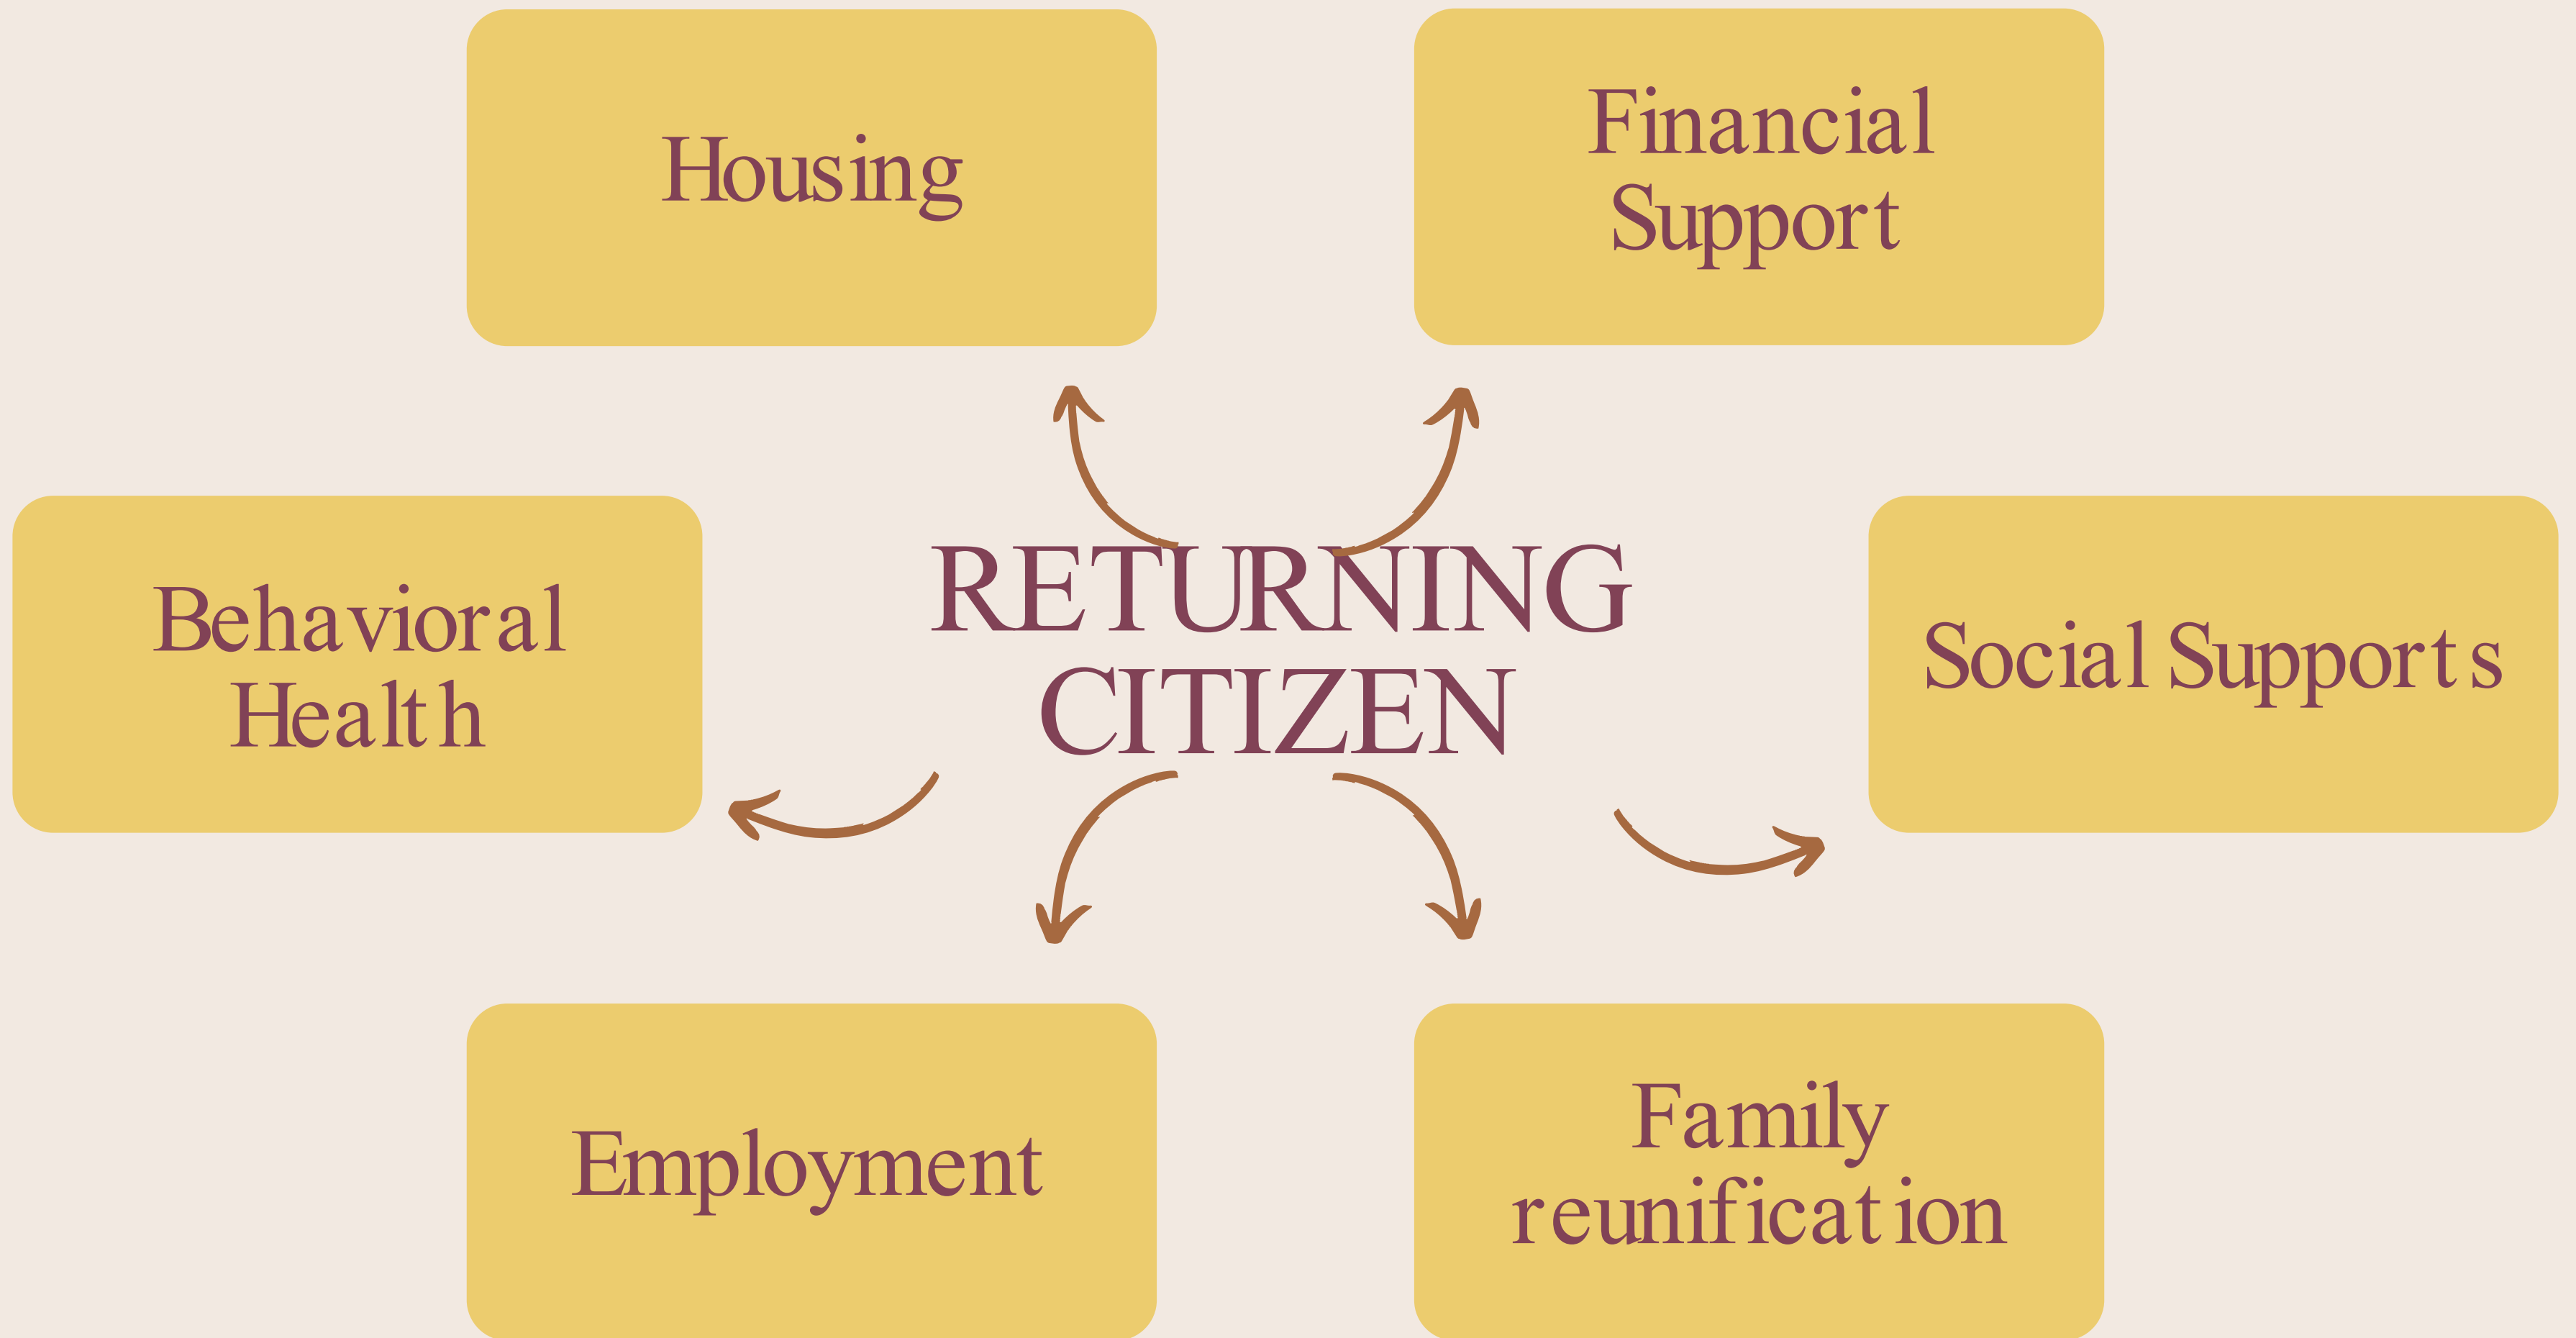 Housing
Financial
Support
Behavioral
Health
RETURNING
CITIZEN
Social Supports
Employment
Family
reunification